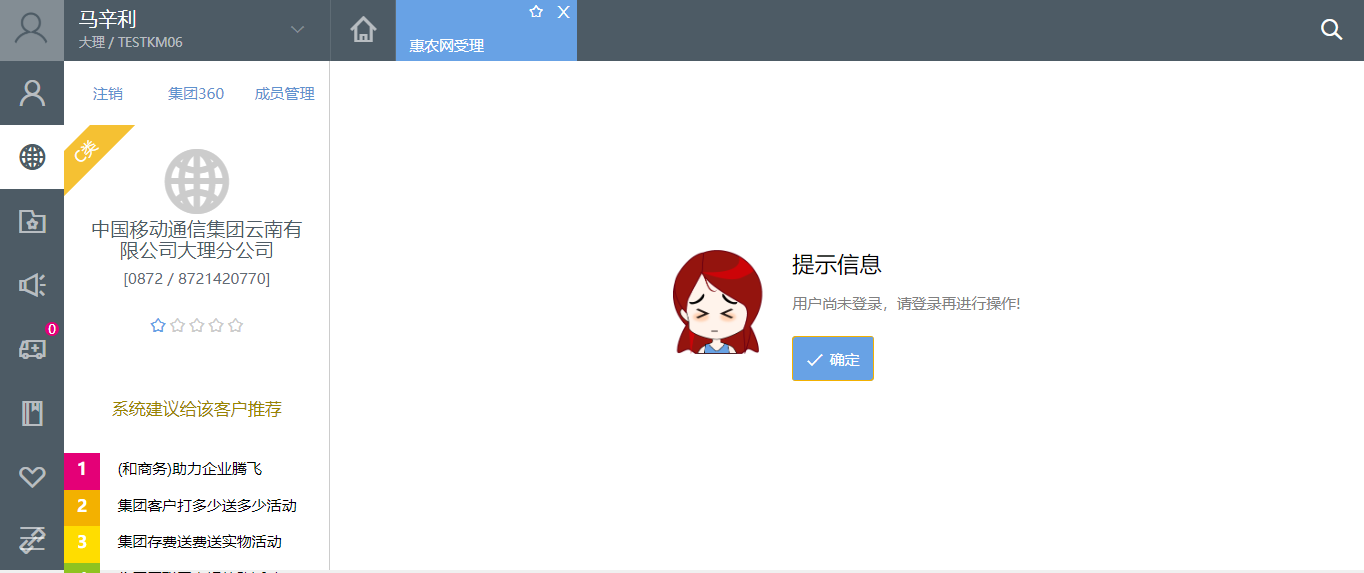 马辛利
大理 / TESTKM06
惠农网受理
X
注销
集团360
成员管理
C类
中国移动通信集团云南有
限公司大理分公司
[0872 / 8721420770]
0
系统建议给该客户推荐
1 (和商务)助力企业腾飞
2 集团客户打多少送多少活动
3 集团存费送费送实物活动
提示信息
用户尚未登录，请登录再进行操作!
确定